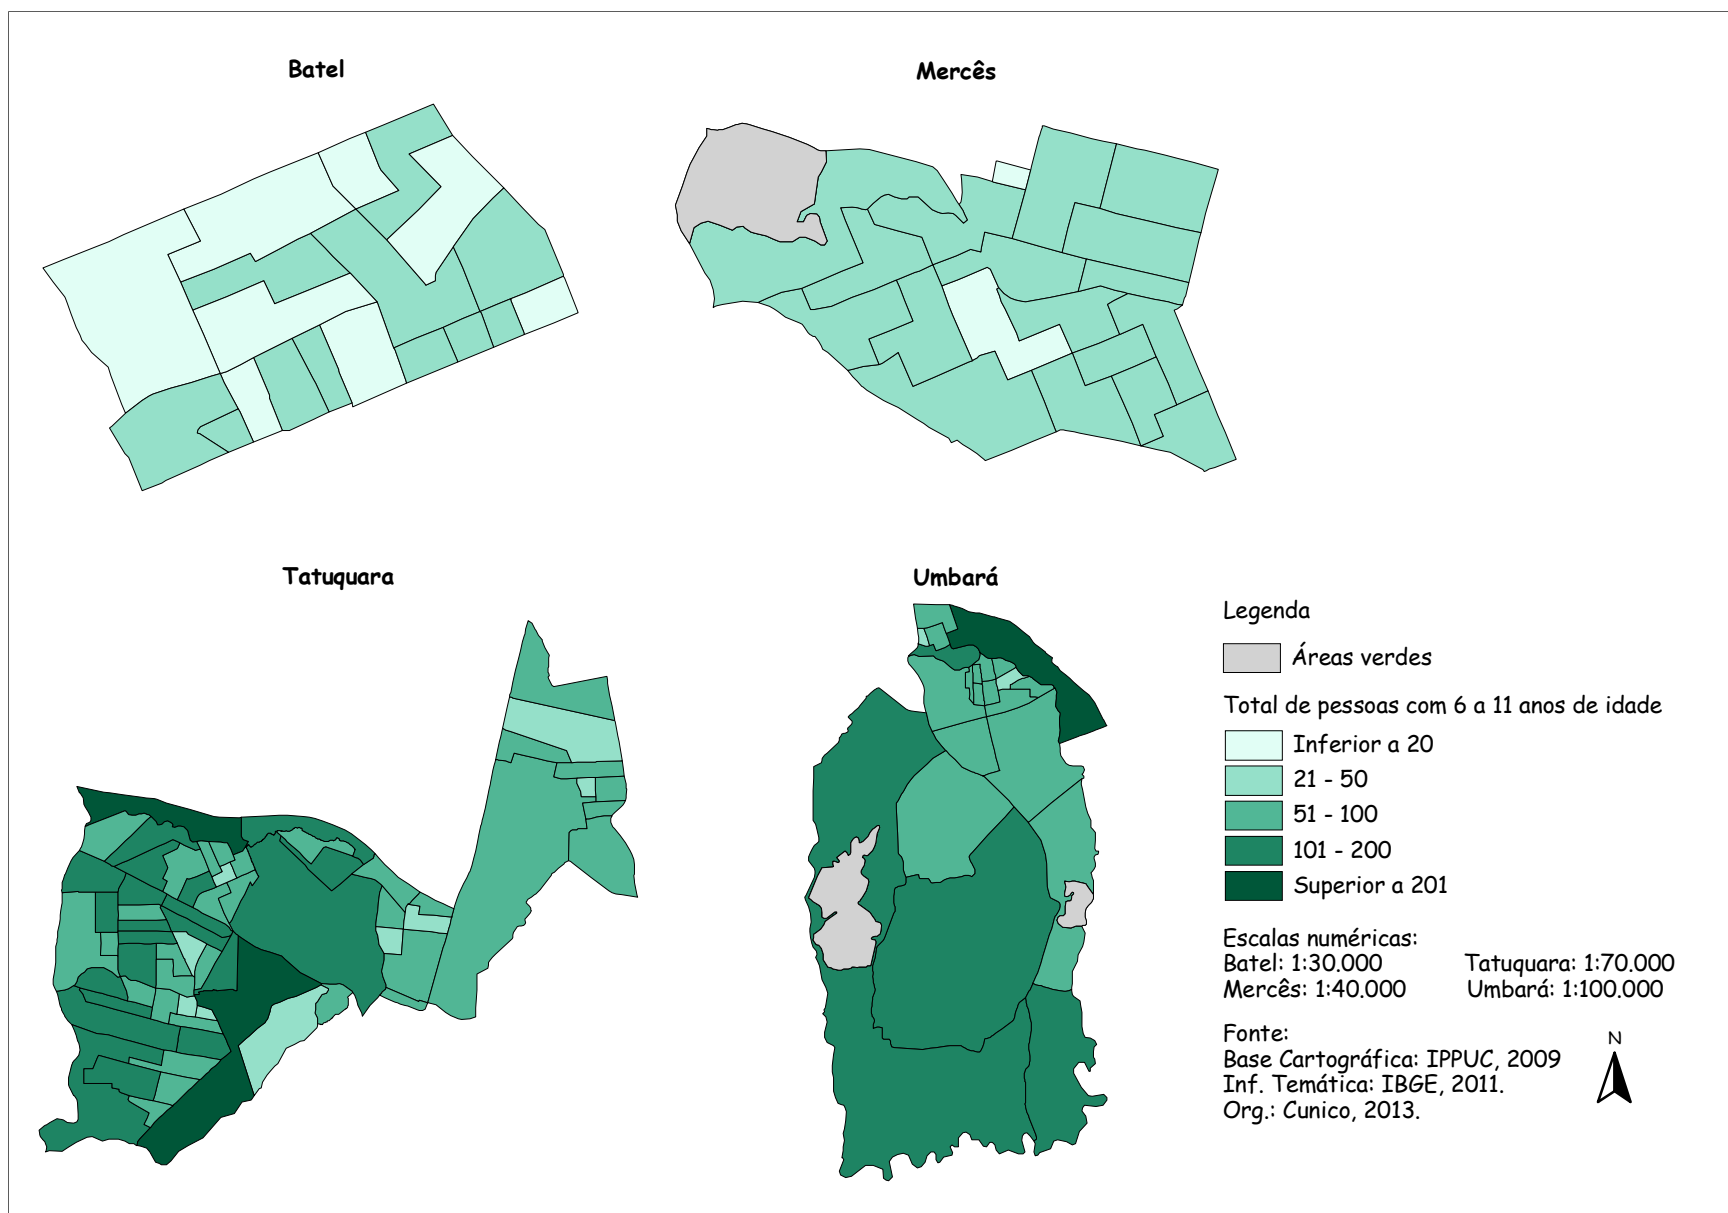 Batel
Mercês
Tatuquara
Umbará
Legenda
Áreas verdes
Total de pessoas com 6 a 11 anos de idade
Inferior a 20
21 - 50
51 - 100
101 - 200
Superior a 201
Escalas numéricas:
Batel: 1:30.000 Tatuquara: 1:70.000
Mercês: 1:40.000 Umbará: 1:100.000
Fonte:
Base Cartográfica: IPPUC, 2009
Inf. Temática: IBGE, 2011.
Org.: Cunico, 2013.
N